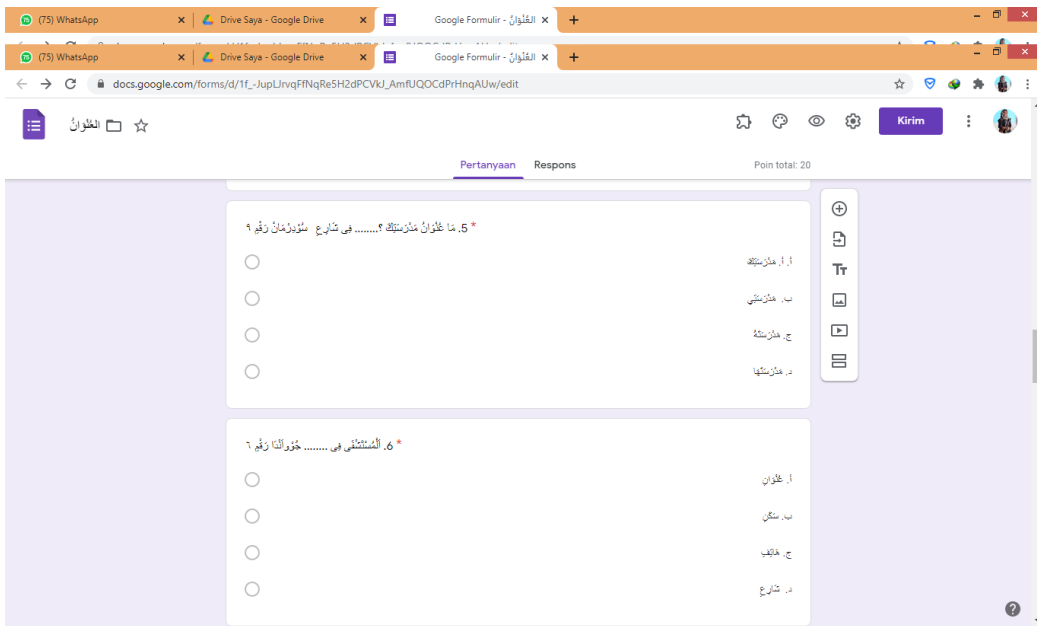 (75) WhatsApp
Drive Saya - Google Drive
العُنْوَانُ - Google Formulir
(75) WhatsApp
Drive Saya - Google Drive
العُنْوَانُ - Google Formulir
docs.google.com/forms/d/1f_-JupLJrvqFfNqRe5H2dPCVkJ_AmfUQOCdPrHnqAUw/edit
العُنْوَانُ
Kirim
Pertanyaan
Respons
Poin total: 20
5. مَا عُنْوَانُ مَدْرَسَتِكَ ؟........ فِى شَارِعِ سُوْدِرْمَانْ رَقْمِ ٩ *
أ. أ. مَدْرَسَتِكَ
ب. مَدْرَسَتِي
ج. مَدْرَسَتُهُ
د. مَدْرَسَتُهَا
6. اَلْمُسْتَشْفَى فِى ........ جُوْوَانْدَا رَقْمِ ٦ *
أ. عُنْوَانِ
ب. سَكَنِ
ج. هَاتِفِ
د. شَارِعِ